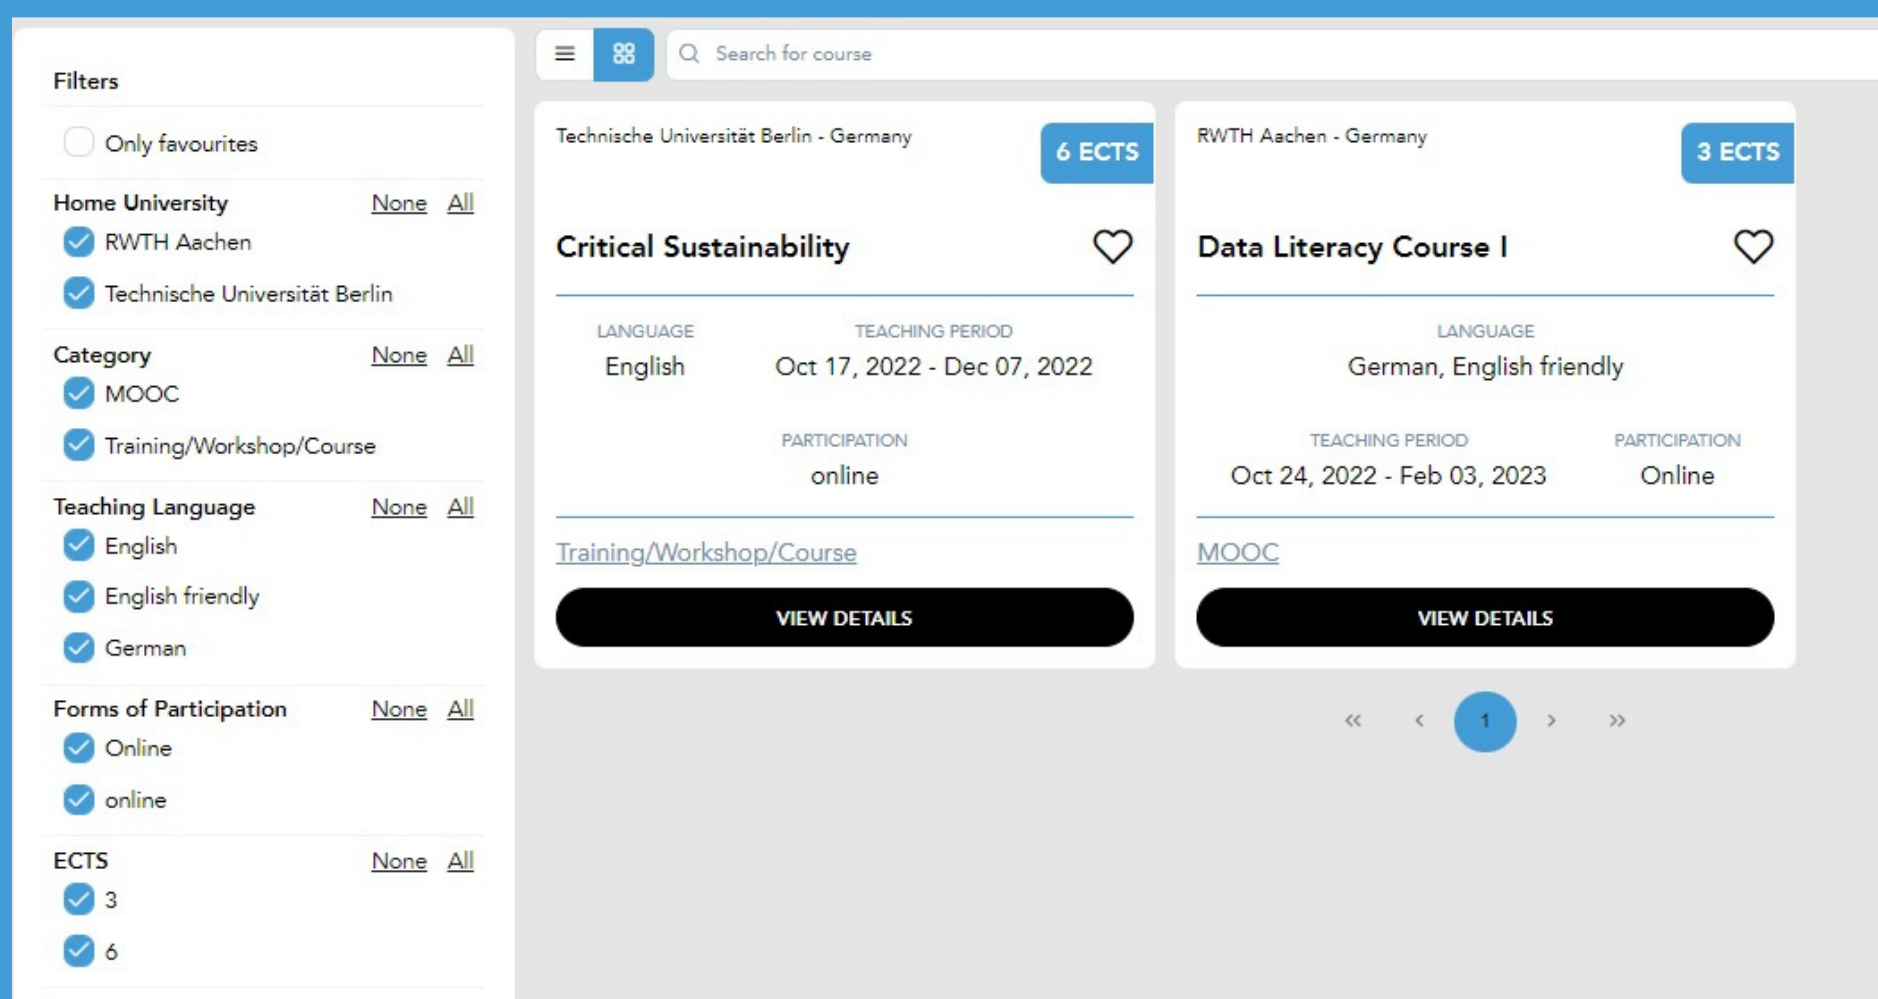 Filters
Only favourites
Home University None All
RWTH Aachen
Technische Universität Berlin
Category None All
MOOC
Training/Workshop/Course
Teaching Language None All
English
English friendly
German
Forms of Participation None All
Online
online
ECTS None All
3
6
Search for course
Technische Universität Berlin - Germany
6 ECTS
Critical Sustainability
LANGUAGE TEACHING PERIOD
English Oct 17, 2022 - Dec 07, 2022
PARTICIPATION
online
Training/Workshop/Course
VIEW DETAILS
RWTH Aachen - Germany
3 ECTS
Data Literacy Course I
LANGUAGE
German, English friendly
TEACHING PERIOD PARTICIPATION
Oct 24, 2022 - Feb 03, 2023 Online
MOOC
VIEW DETAILS
« ‹ 1 › »